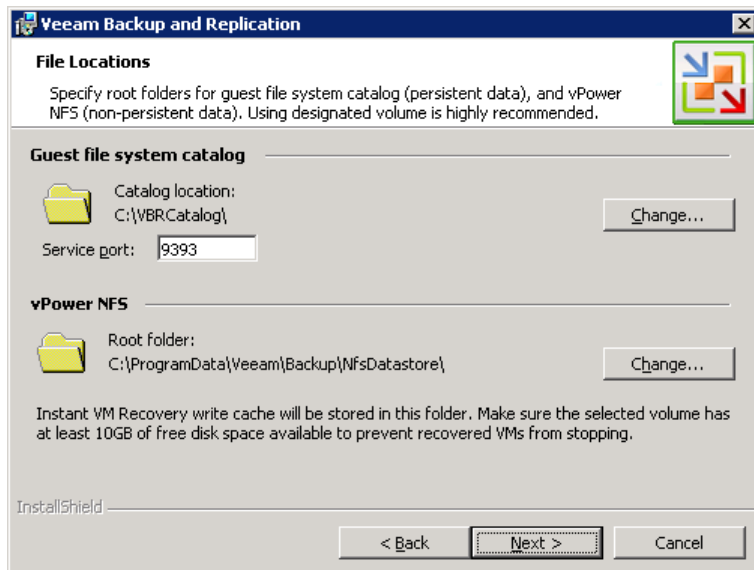 Veeam Backup and Replication
File Locations
Specify root folders for guest file system catalog (persistent data), and vPower
NFS (non-persistent data). Using designated volume is highly recommended.
Guest file system catalog
Catalog location:
C:\VBRCatalog\
Change...
Service port: 9393
vPower NFS
Root folder:
C:\ProgramData\Veeam\Backup\NfsDatastore\
Change...
Instant VM Recovery write cache will be stored in this folder. Make sure the selected volume has
at least 10GB of free disk space available to prevent recovered VMs from stopping.
InstallShield
< Back Next > Cancel